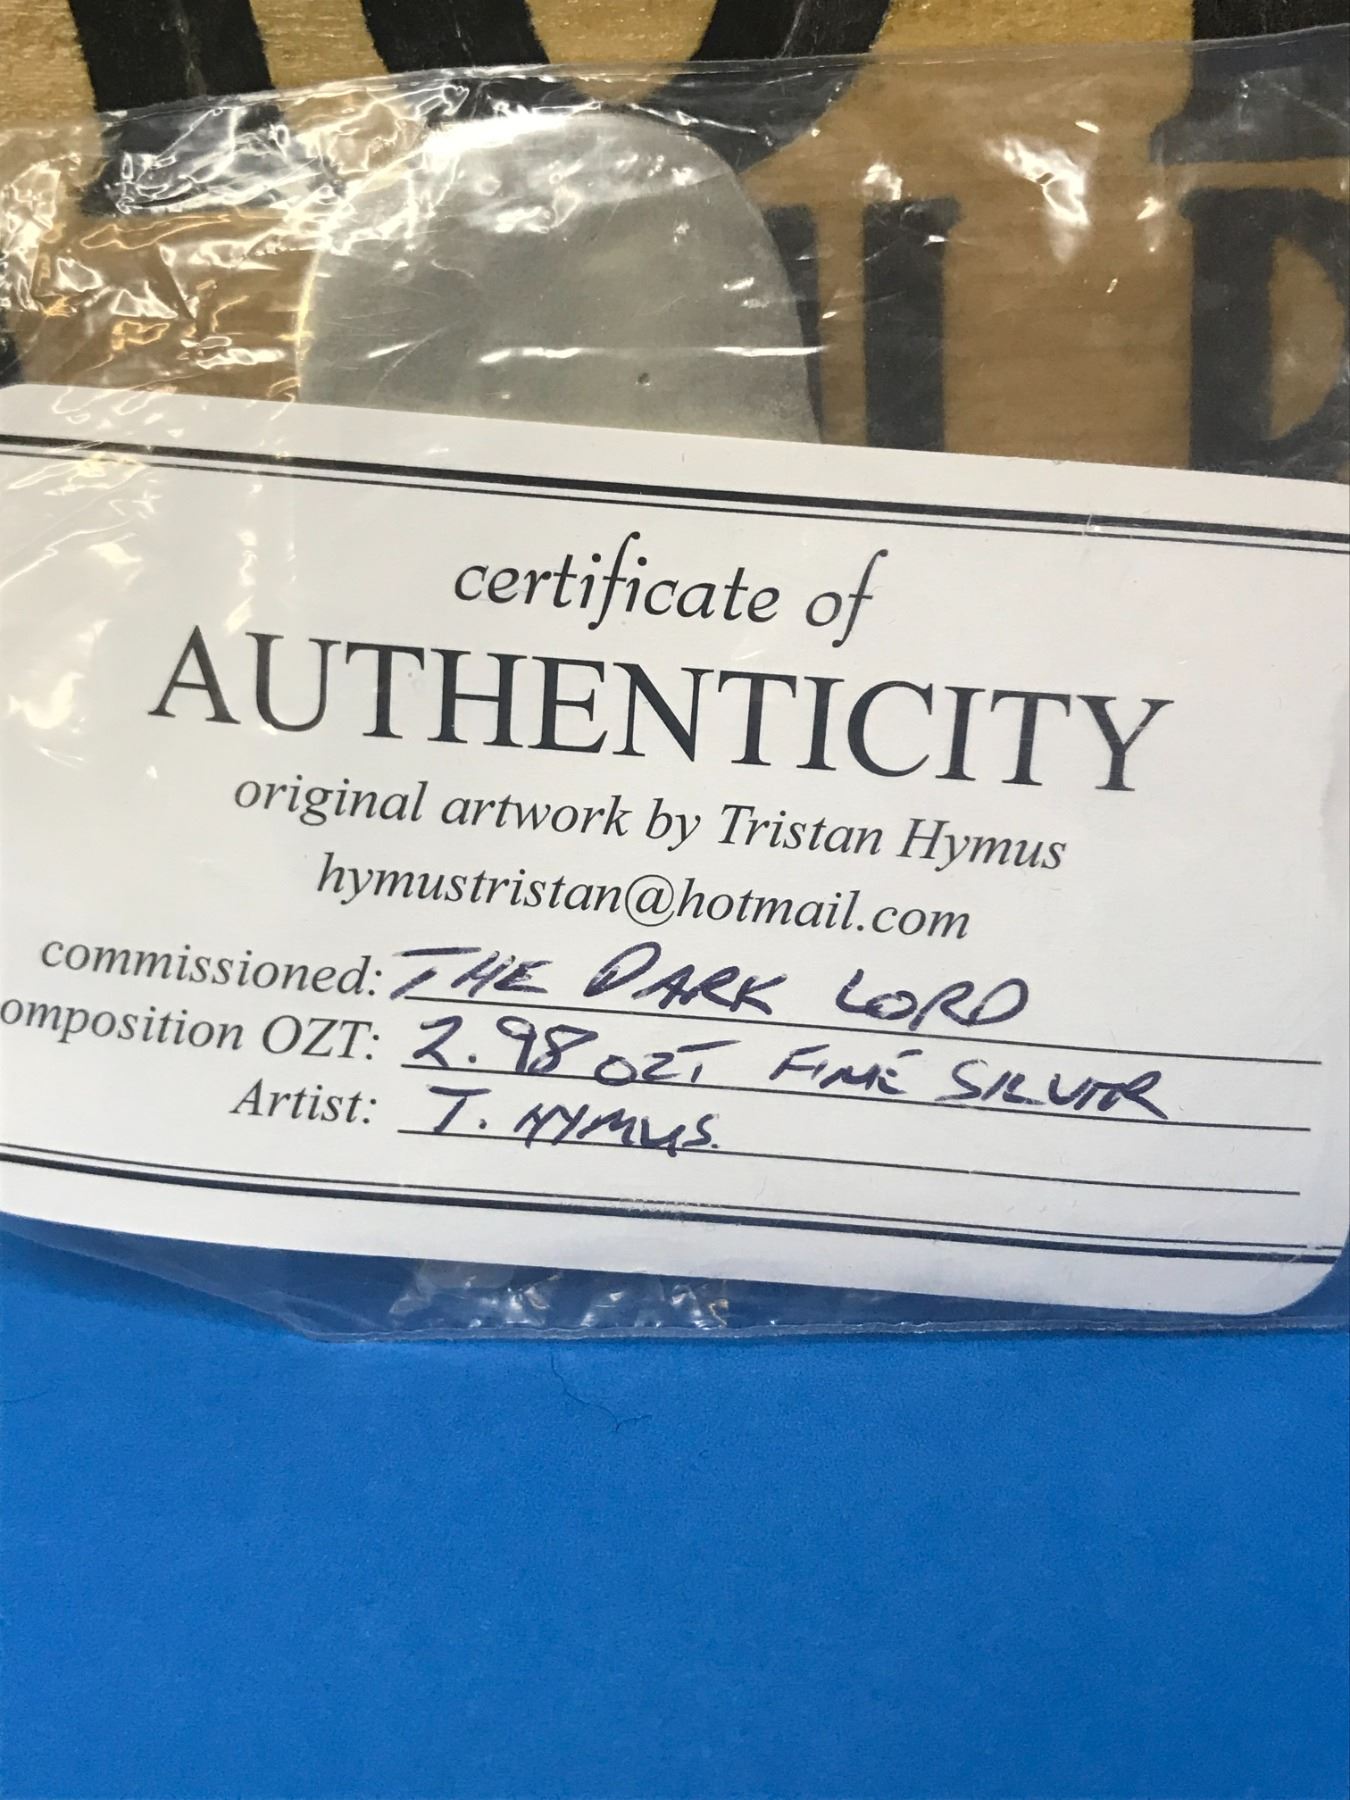 certificate of
AUTHENTICITY
original artwork by Tristan Hymus
hymustristan@hotmail.com
commissioned: THE DARK LORD
omposition OZT: 2.98 OZT FINE SILVER
Artist: T. HYMUS.